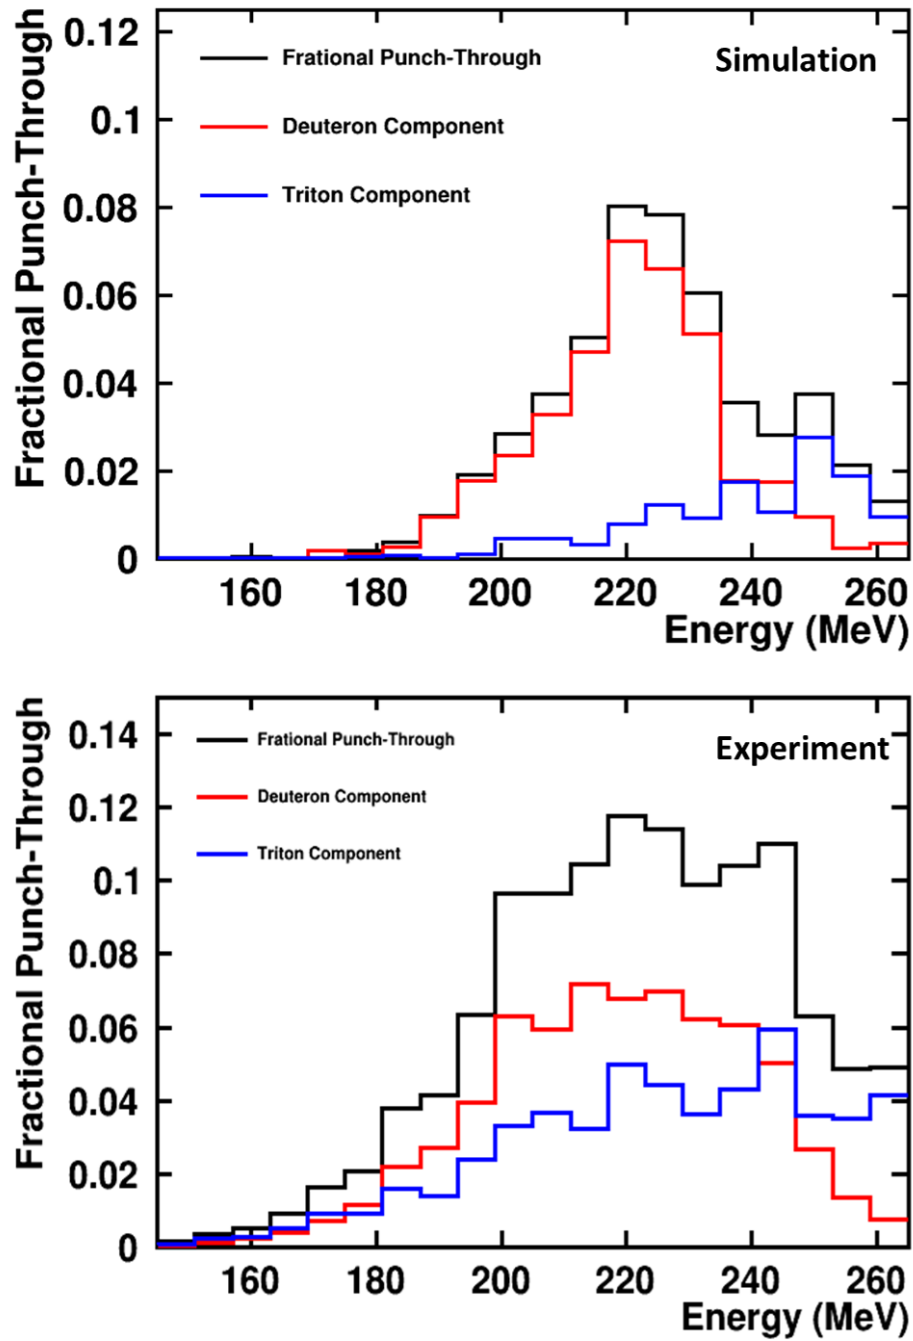 Fractional Punch-Through
0.12
0.1
0.08
0.06
0.04
0.02
0
Frational Punch-Through
Deuteron Component
Triton Component
Simulation
160 180 200 220 240 260
Energy (MeV)
Fractional Punch-Through
0.14
0.12
0.1
0.08
0.06
0.04
0.02
0
Frational Punch-Through
Deuteron Component
Triton Component
Experiment
160 180 200 220 240 260
Energy (MeV)